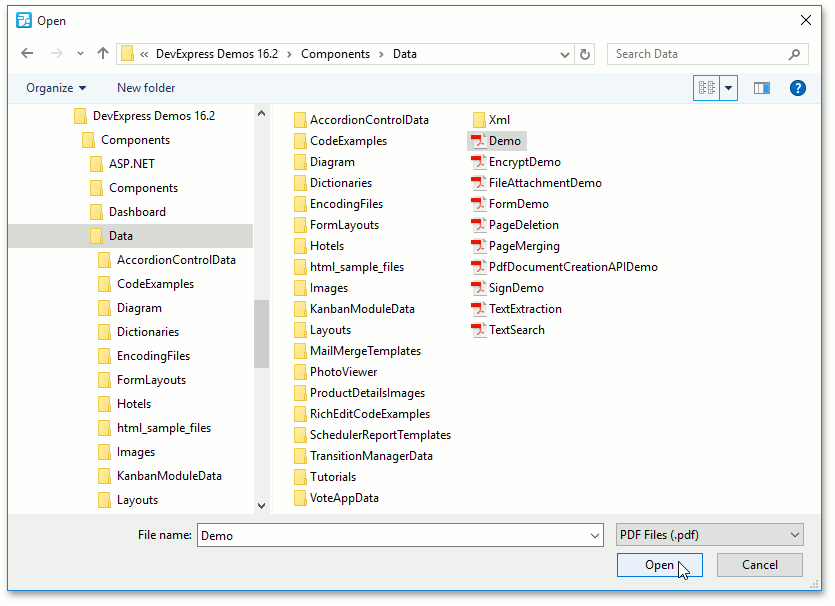 Open
« DevExpress Demos 16.2 > Components > Data
Search Data
Organize
New folder
?
DevExpress Demos 16.2
Components
ASP.NET
Components
Dashboard
Data
AccordionControlData
CodeExamples
Diagram
Dictionaries
EncodingFiles
FormLayouts
Hotels
html_sample_files
Images
KanbanModuleData
Layouts
AccordionControlData
CodeExamples
Diagram
Dictionaries
EncodingFiles
FormLayouts
Hotels
html_sample_files
Images
KanbanModuleData
Layouts
MailMergeTemplates
PhotoViewer
ProductDetailsImages
RichEditCodeExamples
SchedulerReportTemplates
TransitionManagerData
Tutorials
VoteAppData
Xml
Demo
EncryptDemo
FileAttachmentDemo
FormDemo
PageDeletion
PageMerging
PdfDocumentCreationAPIDemo
SignDemo
TextExtraction
TextSearch
File name: Demo
PDF Files (.pdf)
Open
Cancel